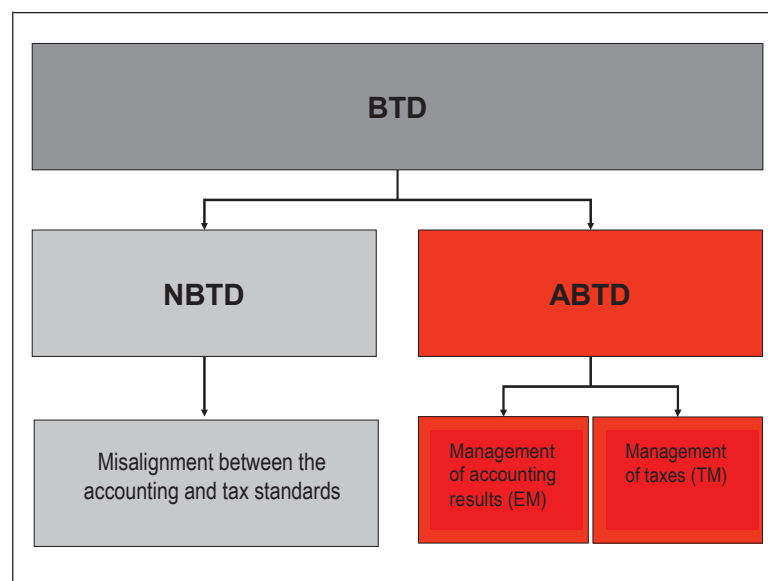 BTD
NBTD
ABTD
Misalignment between the
accounting and tax standards
Management
of accounting
results (EM)
Management
of taxes (TM)